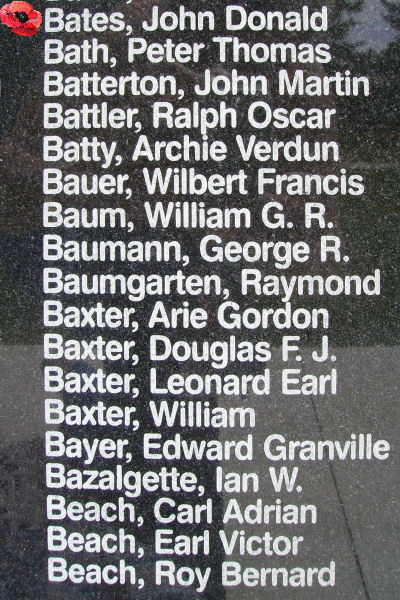 Bates, John Donald
Bath, Peter Thomas
Batterton, John Martin
Battler, Ralph Oscar
Batty, Archie Verdun
Bauer, Wilbert Francis
Baum, William G. R.
Baumann, George R.
Baumgarten, Raymond
Baxter, Arie Gordon
Baxter, Douglas F. J.
Baxter, Leonard Earl
Baxter, William
Bayer, Edward Granville
Bazalgette, Ian W.
Beach, Carl Adrian
Beach, Earl Victor
Beach, Roy Bernard